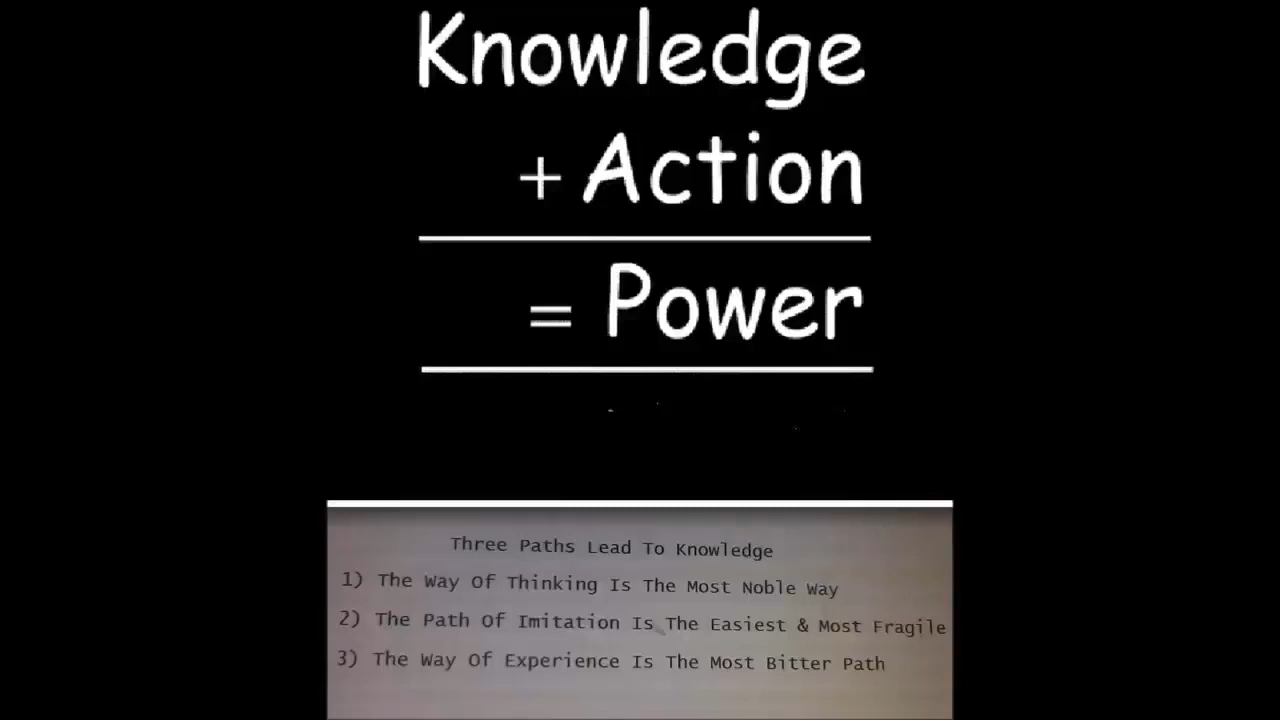 Knowledge
+ Action
= Power
Three Paths Lead To Knowledge
1) The Way Of Thinking Is The Most Noble Way
2) The Path Of Imitation Is The Easiest & Most Fragile
3) The Way Of Experience Is The Most Bitter Path